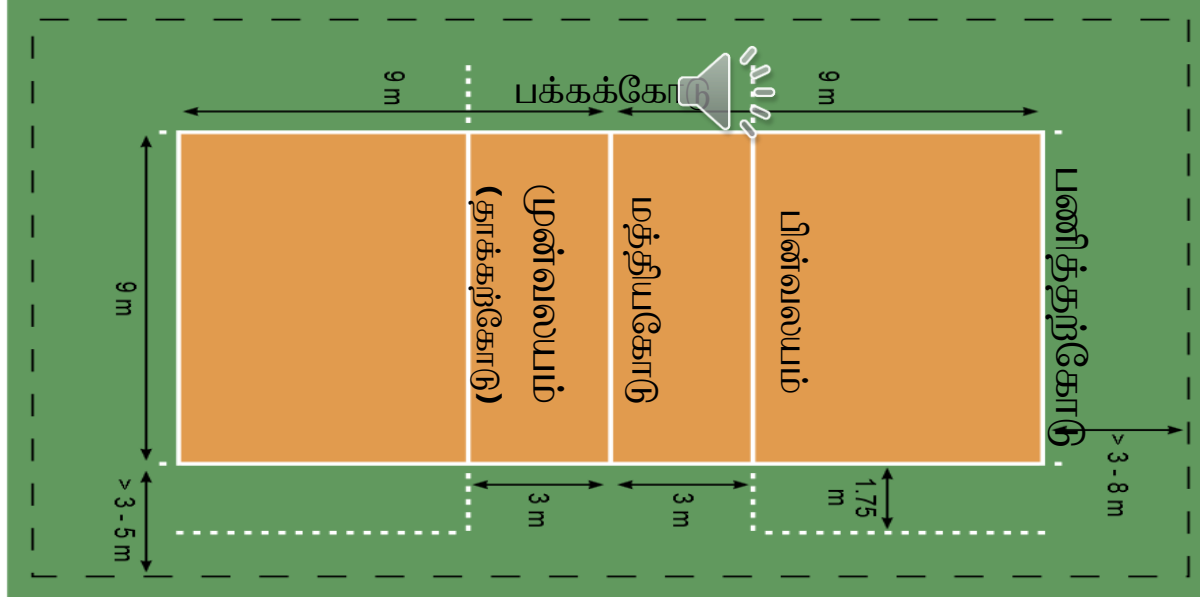 9 m
பக்கக்கோடு
9 m
9 m
(தாக்கற்கோடு)
முன்வலயம்
மத்தியகோடு
பின்வலயம்
பணித்தற்கோடு
> 3 - 8 m
> 3 - 5 m
3 m
3 m
1.75
m